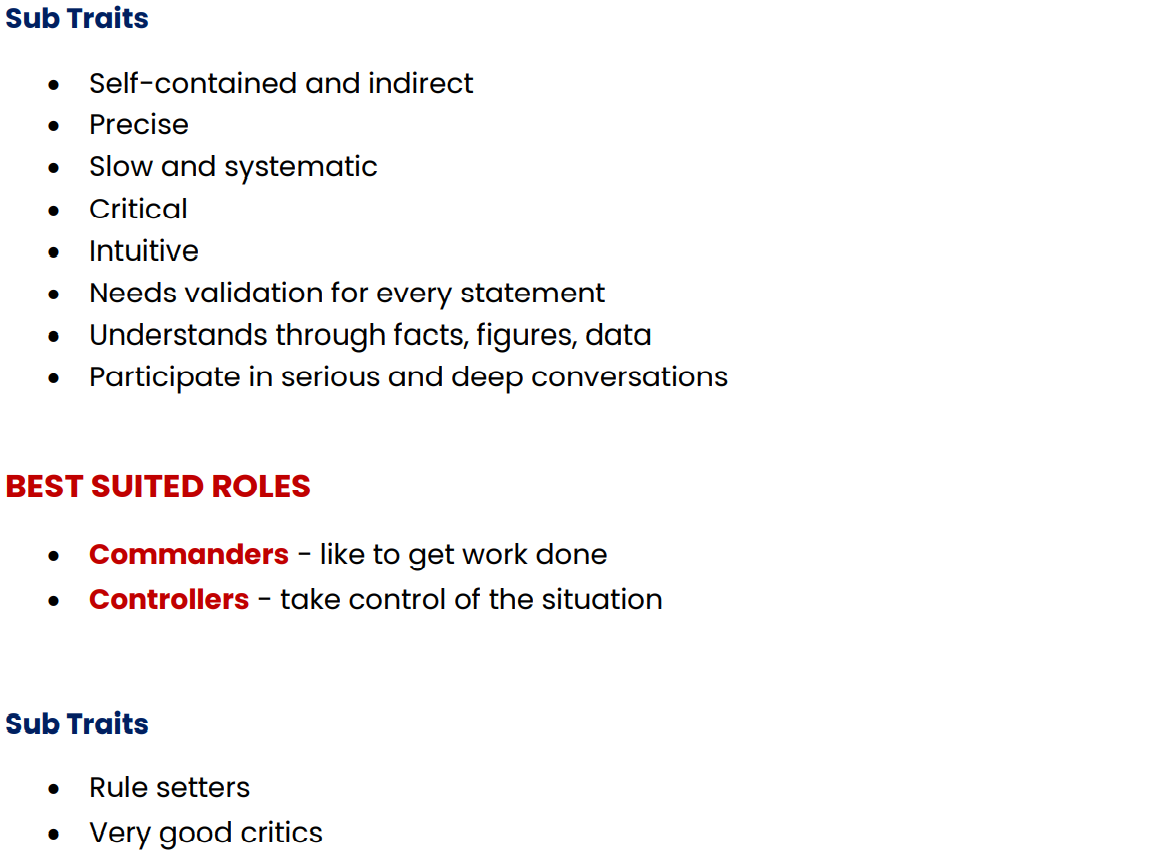 Sub Traits
• Self-contained and indirect
• Precise
• Slow and systematic
• Critical
• Intuitive
• Needs validation for every statement
• Understands through facts, figures, data
• Participate in serious and deep conversations
BEST SUITED ROLES
• Commanders - like to get work done
• Controllers - take control of the situation
Sub Traits
• Rule setters
• Very good critics